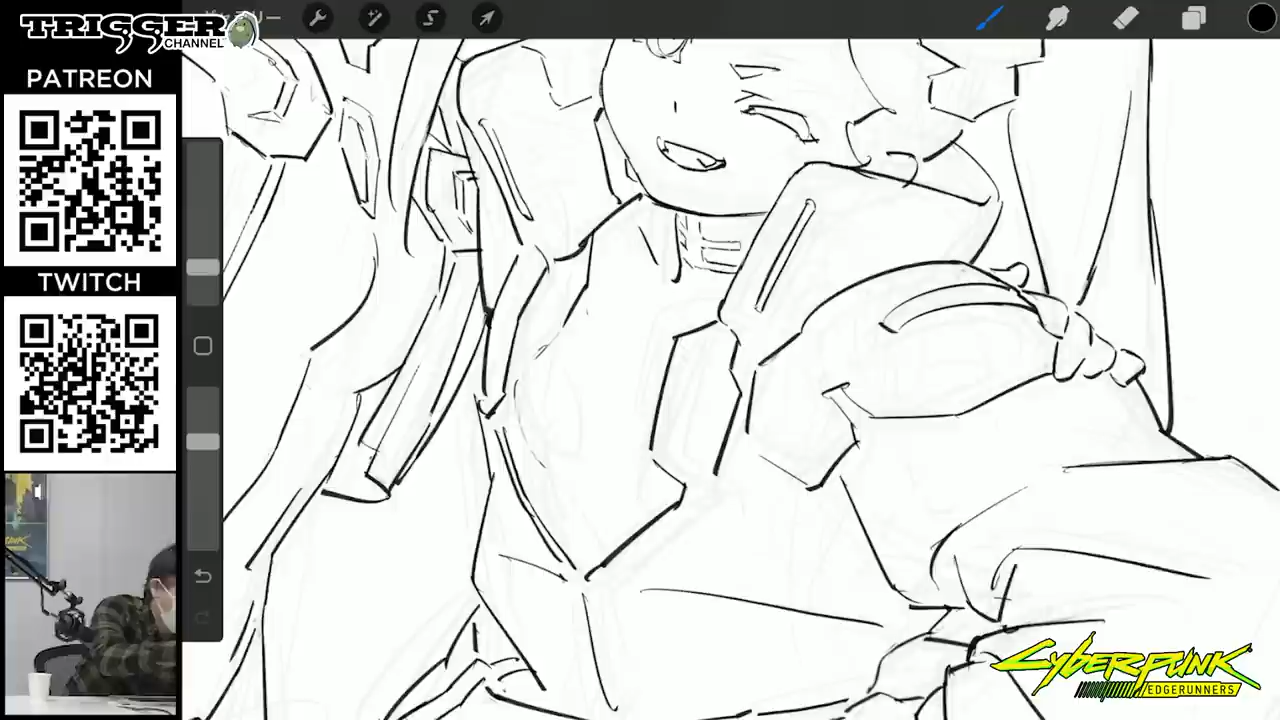 TRIGGER
CHANNEL
PATREON
TWITCH
CYBERPUNK
EDGERUNNERS